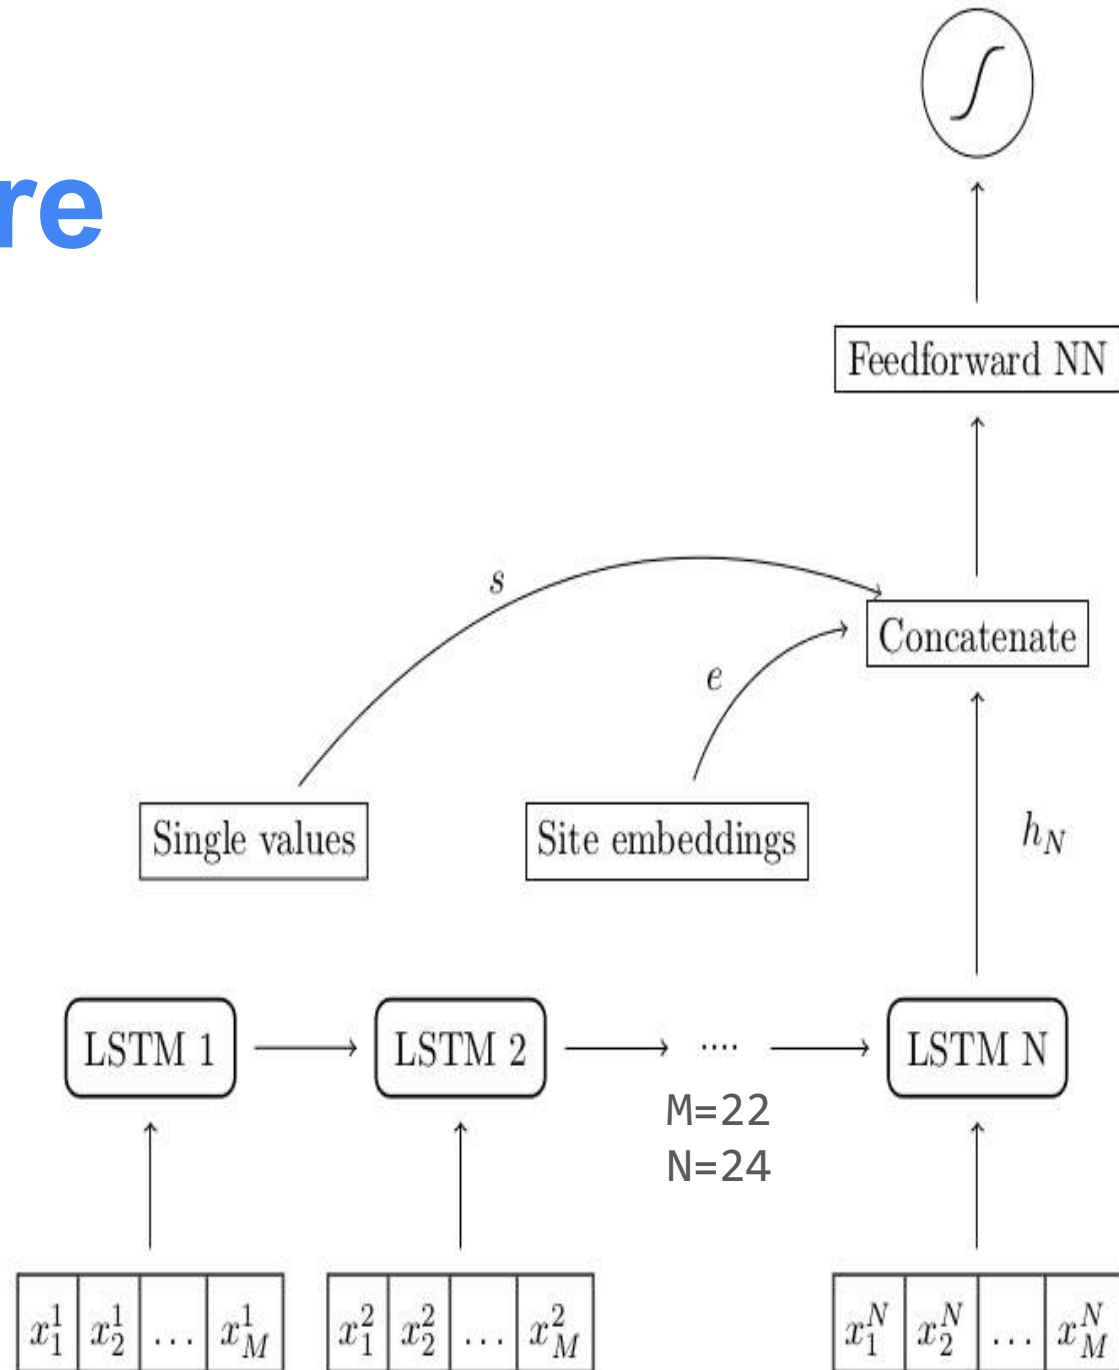 re
Feedforward NN
s
Concatenate
e
Single values
Site embeddings
h_N
LSTM 1
LSTM 2
....
LSTM N
M=22
N=24
x_1^1 x_2^1 ... x_M^1
x_1^2 x_2^2 ... x_M^2
x_1^N x_2^N ... x_M^N